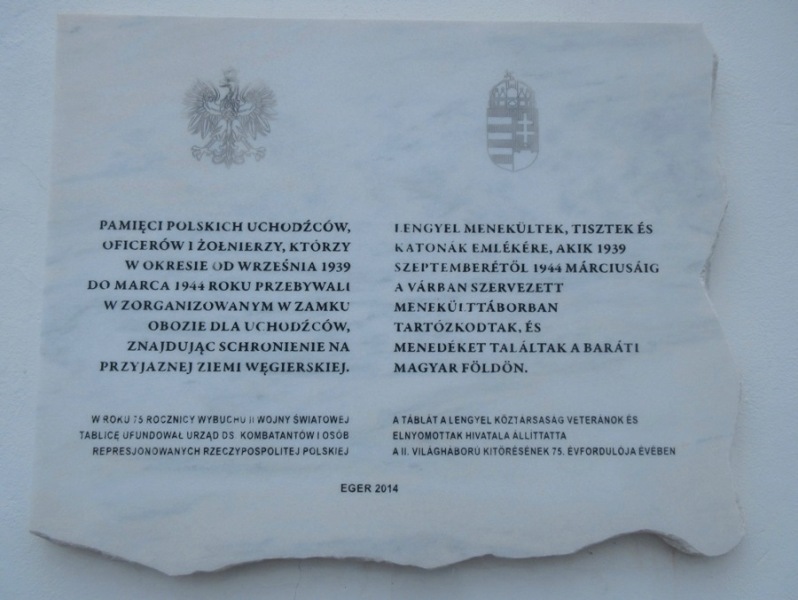 PAMIĘCI POLSKICH UCHODŹCÓW,
OFICERÓW I ŻOŁNIERZY, KTÓRZY
W OKRESIE OD WRZEŚNIA 1939
DO MARCA 1944 ROKU PRZEBYWALI
W ZORGANIZOWANYM W ZAMKU
OBOZIE DLA UCHODŹCÓW,
ZNAJDUJĄC SCHRONIENIE NA
PRZYJAZNEJ ZIEMI WĘGIERSKIEJ.
W ROKU 75 ROCZNICY WYBUCHU II WOJNY ŚWIATOWEJ
TABLICĘ UFUNDOWAŁ URZĄD DS. KOMBATANTÓW I OSÓB
REPRESJONOWANYCH RZECZYPOSPOLITEJ POLSKIEJ
LENGYEL MENEKÜLTEK, TISZTEK ÉS
KATONÁK EMLÉKÉRE, AKIK 1939
SZEPTEMBERÉTŐL 1944 MÁRCIUSÁIG
A VÁRBAN SZERVEZETT
MENEKÜLTTÁBORBAN
TARTÓZKODTAK, ÉS
MENEDÉKET TALÁLTAK A BARÁTI
MAGYAR FÖLDÖN.
A TÁBLÁT A LENGYEL KÖZTÁRSASÁG VETERÁNOK ÉS
ELNYOMOTTAK HIVATALA ÁLLÍTTATTA
A II. VILÁGHÁBORÚ KITÖRÉSÉNEK 75. ÉVFORDULÓJA ÉVÉBEN
EGER 2014